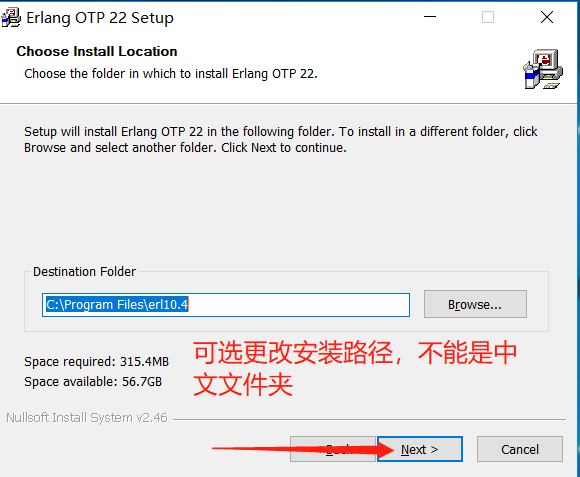 Erlang OTP 22 Setup
Choose Install Location
Choose the folder in which to install Erlang OTP 22.
Setup will install Erlang OTP 22 in the following folder. To install in a different folder, click
Browse and select another folder. Click Next to continue.
Destination Folder
C:\Program Files\erl10.4
Browse...
Space required: 315.4MB
Space available: 56.7GB
可选更改安装路径，不能是中
文文件夹
Nullsoft Install System v2.46
Next >
Cancel